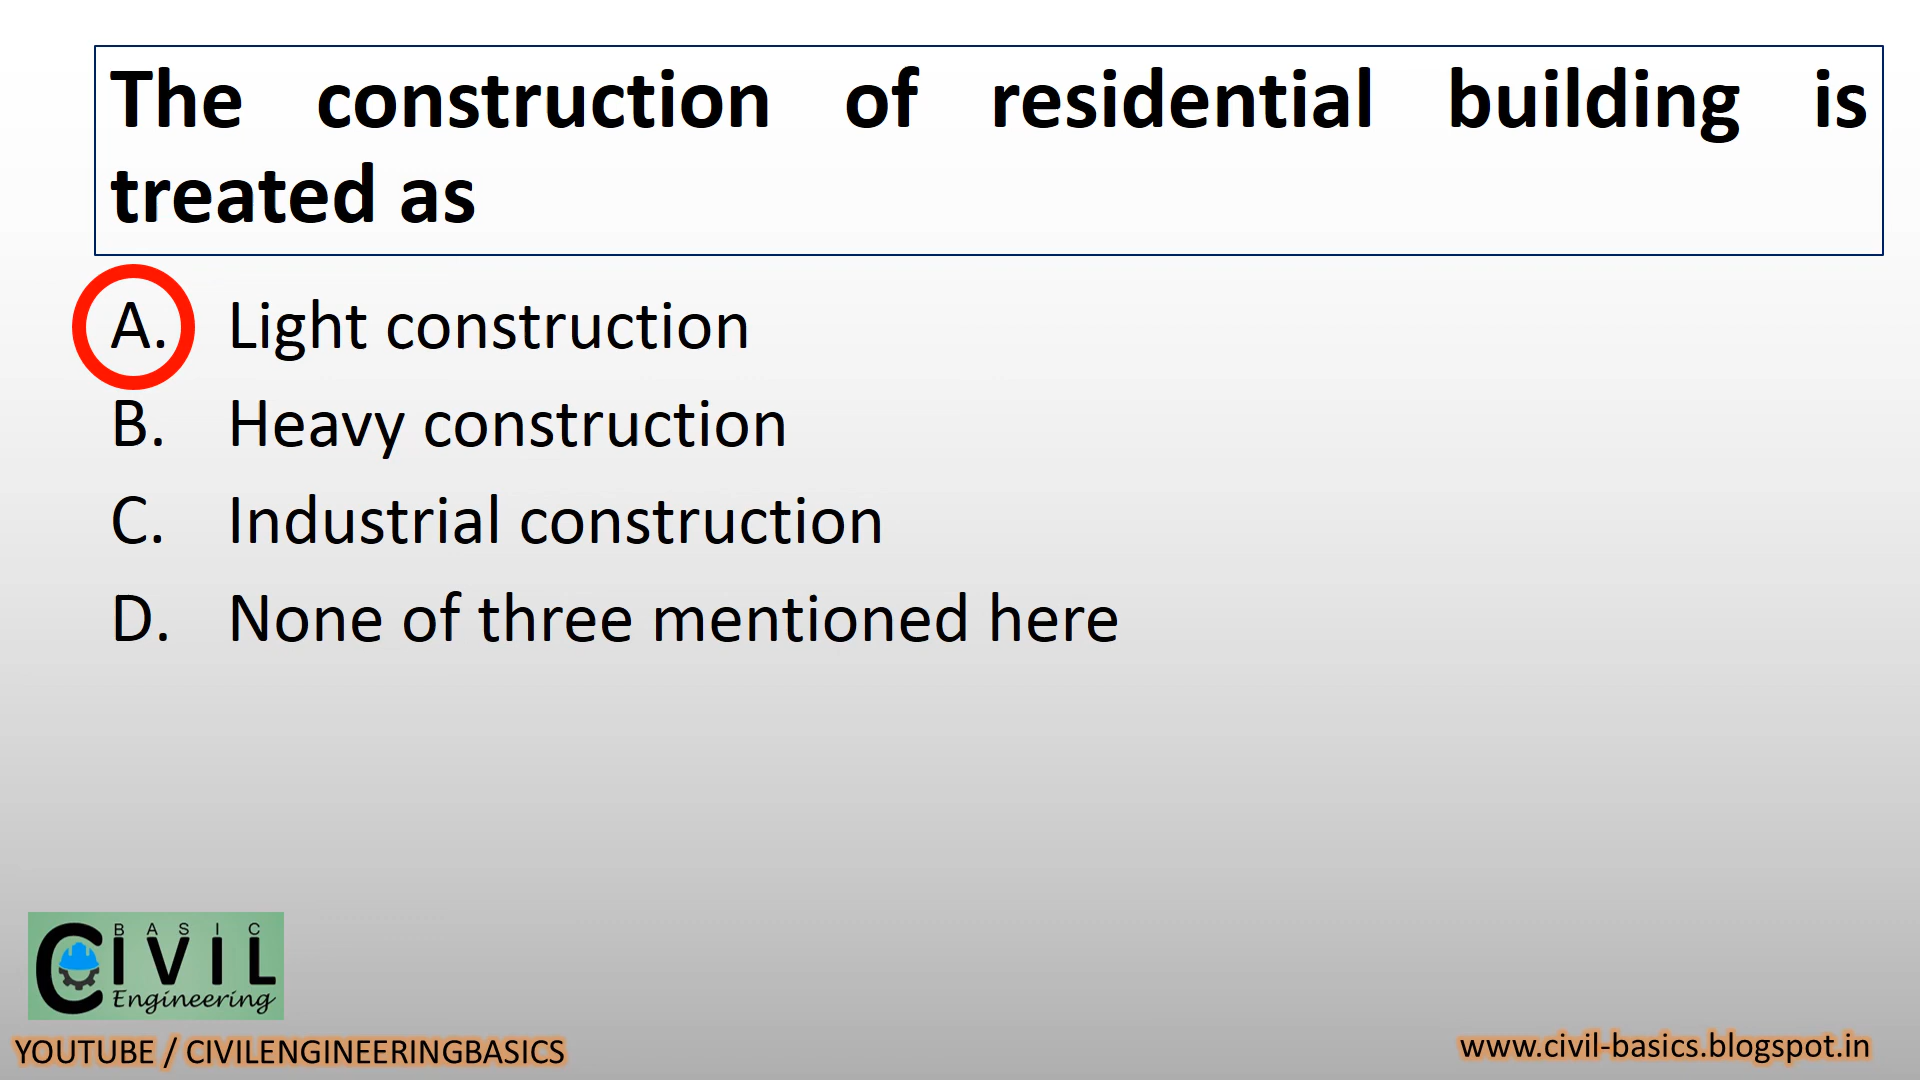 The construction of residential building is
treated as
A. Light construction
B. Heavy construction
C. Industrial construction
D. None of three mentioned here
BASIC
CIVIL
Engineering
YOUTUBE / CIVILENGINEERINGBASICS
www.civil-basics.blogspot.in